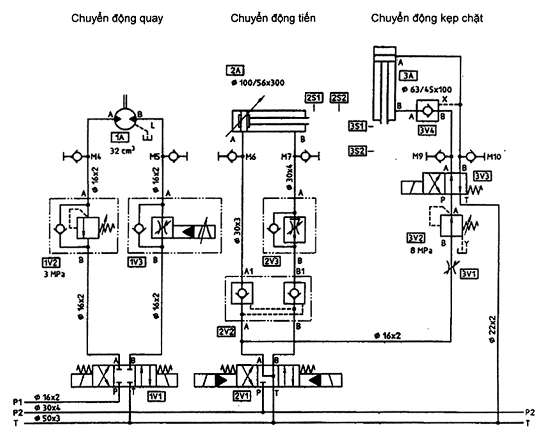 Chuyển động quay
Chuyển động tiến
Chuyển động kẹp chặt
2A
ø 100/56x300
2S1
2S2
A
B
A
3A
ø 63/45x100
B
A
X
B
3V4
3S1
3S2
A
B
L
1A
32 cm³
M4
M5
M6
M7
M9
M10
ø 16x2
ø 16x2
ø 30x4
ø 30x3
A
B
3V3
P
T
A
3V2
8 MPa
B
Y
3V1
A
A
A
1V2
3 MPa
B
1V3
B
2V3
B
A1
B1
2V2
A
B
ø 16x2
ø 16x2
ø 16x2
ø 22x2
A
B
P
T
1V1
A
B
2V1
P
T
P1
ø 16x2
P2
ø 30x4
P2
T
ø 50x3
T